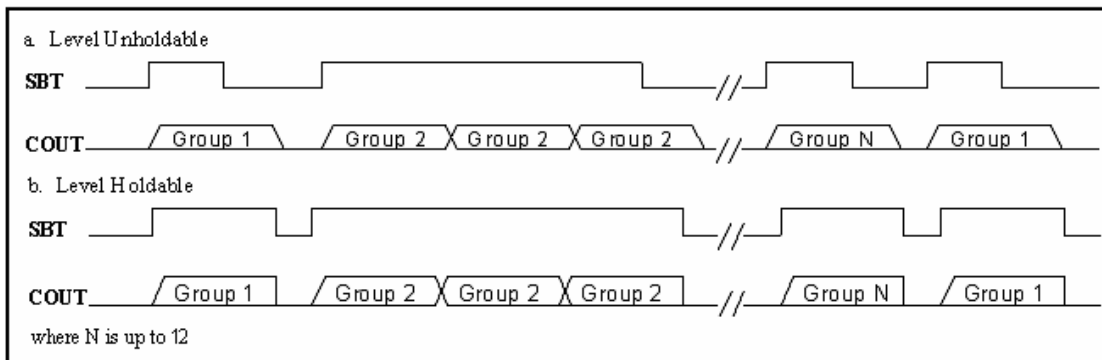 a. Level Unholdable
SBT
COUT Group 1 Group 2 Group 2 Group 2 // Group N Group 1
b. Level Holdable
SBT
COUT Group 1 Group 2 Group 2 Group 2 // Group N Group 1
where N is up to 12